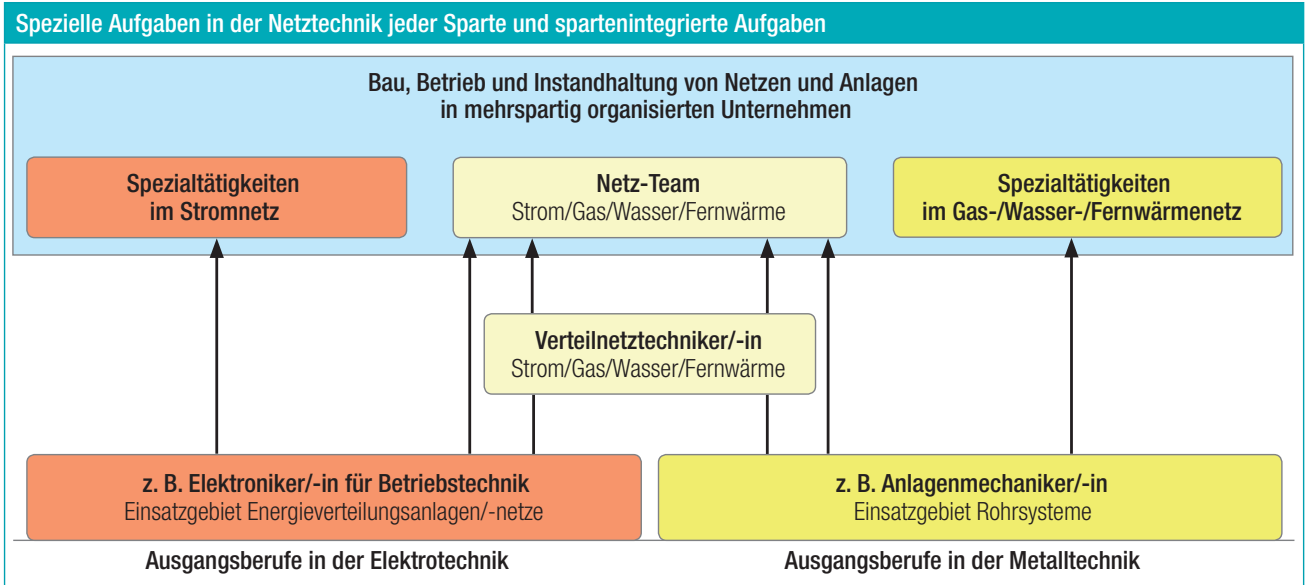 Spezielle Aufgaben in der Netztechnik jeder Sparte und spartenintegrierte Aufgaben
Bau, Betrieb und Instandhaltung von Netzen und Anlagen
in mehrspartig organisierten Unternehmen
Spezialtätigkeiten
im Stromnetz
Netz-Team
Strom/Gas/Wasser/Fernwärme
Spezialtätigkeiten
im Gas-/Wasser-/Fernwärmenetz
Verteilnetztechniker/-in
Strom/Gas/Wasser/Fernwärme
z. B. Elektroniker/-in für Betriebstechnik
Einsatzgebiet Energieverteilungsanlagen/-netze
z. B. Anlagenmechaniker/-in
Einsatzgebiet Rohrsysteme
Ausgangsberufe in der Elektrotechnik
Ausgangsberufe in der Metalltechnik